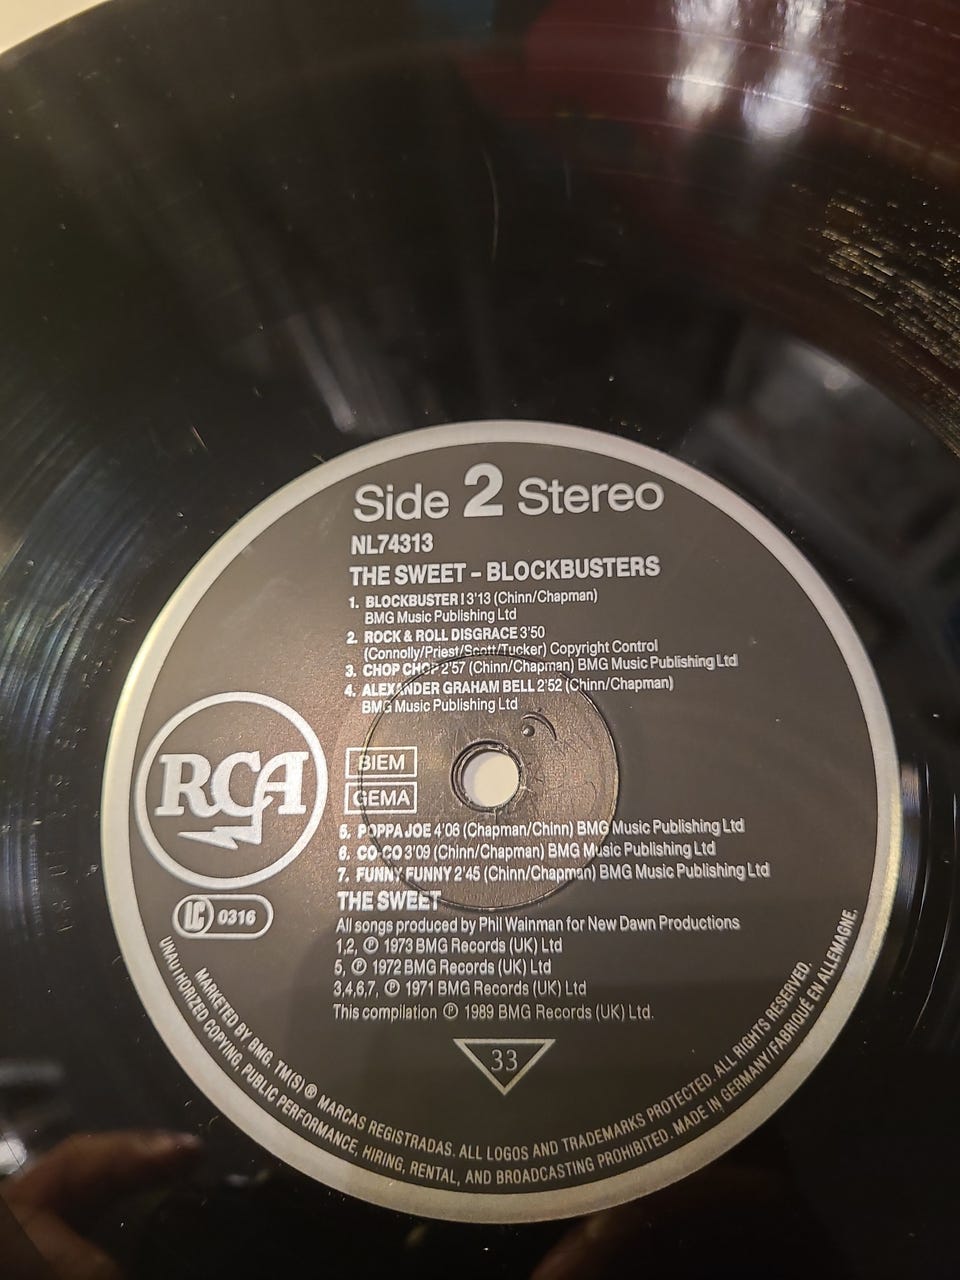 Side 2 Stereo
NL74313
THE SWEET – BLOCKBUSTERS
1. BLOCKBUSTER ! 3'13 (Chinn/Chapman)
BMG Music Publishing Ltd
2. ROCK & ROLL DISGRACE 3'50
(Connolly/Priest/Scott/Tucker) Copyright Control
3. CHOP CHOP 2'57 (Chinn/Chapman) BMG Music Publishing Ltd
4. ALEXANDER GRAHAM BELL 2'52 (Chinn/Chapman)
BMG Music Publishing Ltd
RCA
BIEM
GEMA
5. POPPA JOE 4'06 (Chapman/Chinn) BMG Music Publishing Ltd
6. CO-CO 3'09 (Chinn/Chapman) BMG Music Publishing Ltd
7. FUNNY FUNNY 2'45 (Chinn/Chapman) BMG Music Publishing Ltd
THE SWEET
LC 0316
All songs produced by Phil Wainman for New Dawn Productions
1,2, ℗ 1973 BMG Records (UK) Ltd
5, ℗ 1972 BMG Records (UK) Ltd
3,4,6,7, ℗ 1971 BMG Records (UK) Ltd
This compilation ℗ 1989 BMG Records (UK) Ltd.
33
MARKETED BY BMG. TM(S) ® MARCAS REGISTRADAS. ALL LOGOS AND TRADEMARKS PROTECTED. ALL RIGHTS RESERVED.
UNAUTHORIZED COPYING, PUBLIC PERFORMANCE, HIRING, RENTAL, AND BROADCASTING PROHIBITED. MADE IN GERMANY/FABRIQUÉ EN ALLEMAGNE.